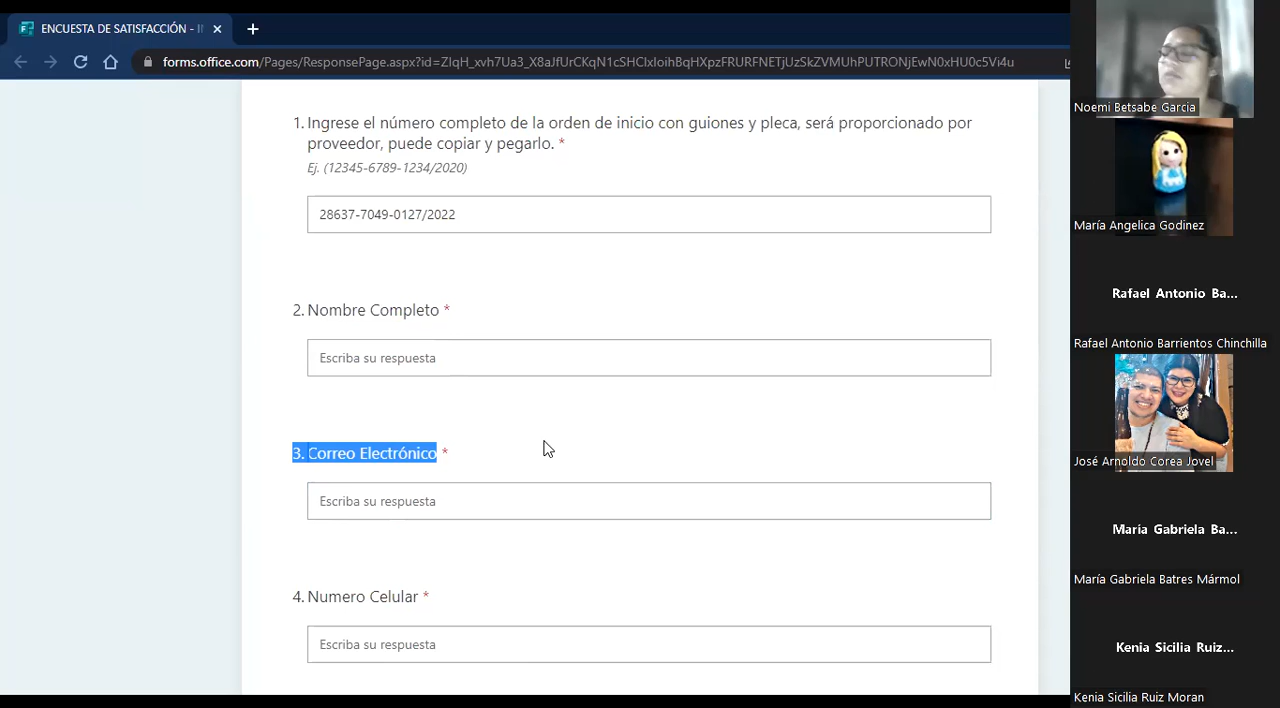 ENCUESTA DE SATISFACCIÓN - I
forms.office.com/Pages/ResponsePage.aspx?id=ZIqH_xvh7Ua3_X8aJfUrCKqN1cSHClxIoihBqHXpzFRURFNETjUzSkZVMUhPUTRONjEwN0xHU0c5Vi4u
1. Ingrese el número completo de la orden de inicio con guiones y pleca, será proporcionado por
proveedor, puede copiar y pegarlo. *
Ej. (12345-6789-1234/2020)
28637-7049-0127/2022
2. Nombre Completo *
Escriba su respuesta
3. Correo Electrónico *
Escriba su respuesta
4. Numero Celular *
Escriba su respuesta
Noemi Betsabe Garcia
María Angelica Godinez
Rafael Antonio Ba...
Rafael Antonio Barrientos Chinchilla
José Arnoldo Corea Jovel
María Gabriela Ba...
María Gabriela Batres Mármol
Kenia Sicilia Ruiz...
Kenia Sicilia Ruiz Moran